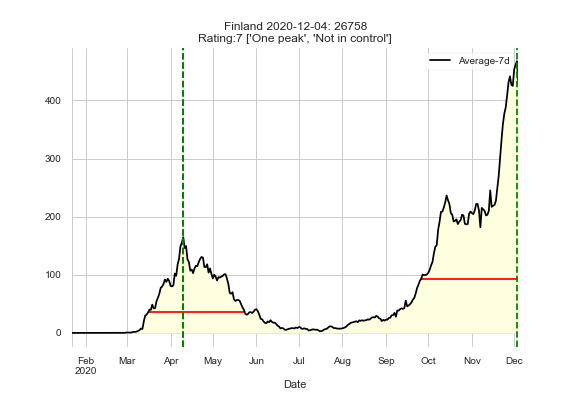 Finland 2020-12-04: 26758
Rating:7 ['One peak', 'Not in control']
Average-7d
400
300
200
100
0
Feb Mar Apr May Jun Jul Aug Sep Oct Nov Dec
2020
Date